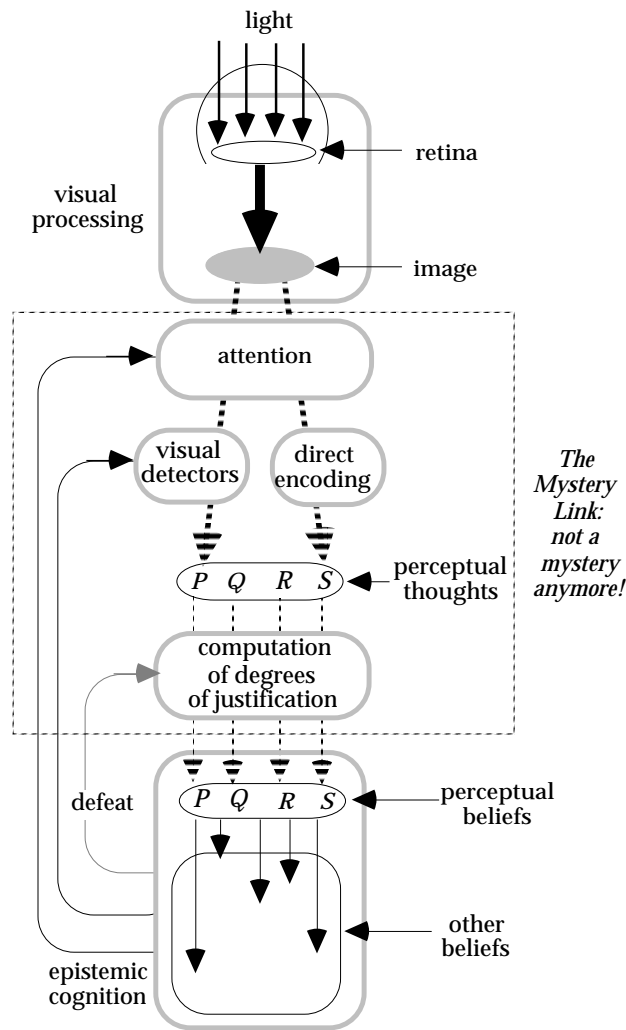 light
retina
visual
processing
image
attention
visual
detectors
direct
encoding
The
Mystery
Link:
not a
mystery
anymore!
P Q R S
perceptual
thoughts
computation
of degrees
of justification
defeat
P Q R S
perceptual
beliefs
other
beliefs
epistemic
cognition